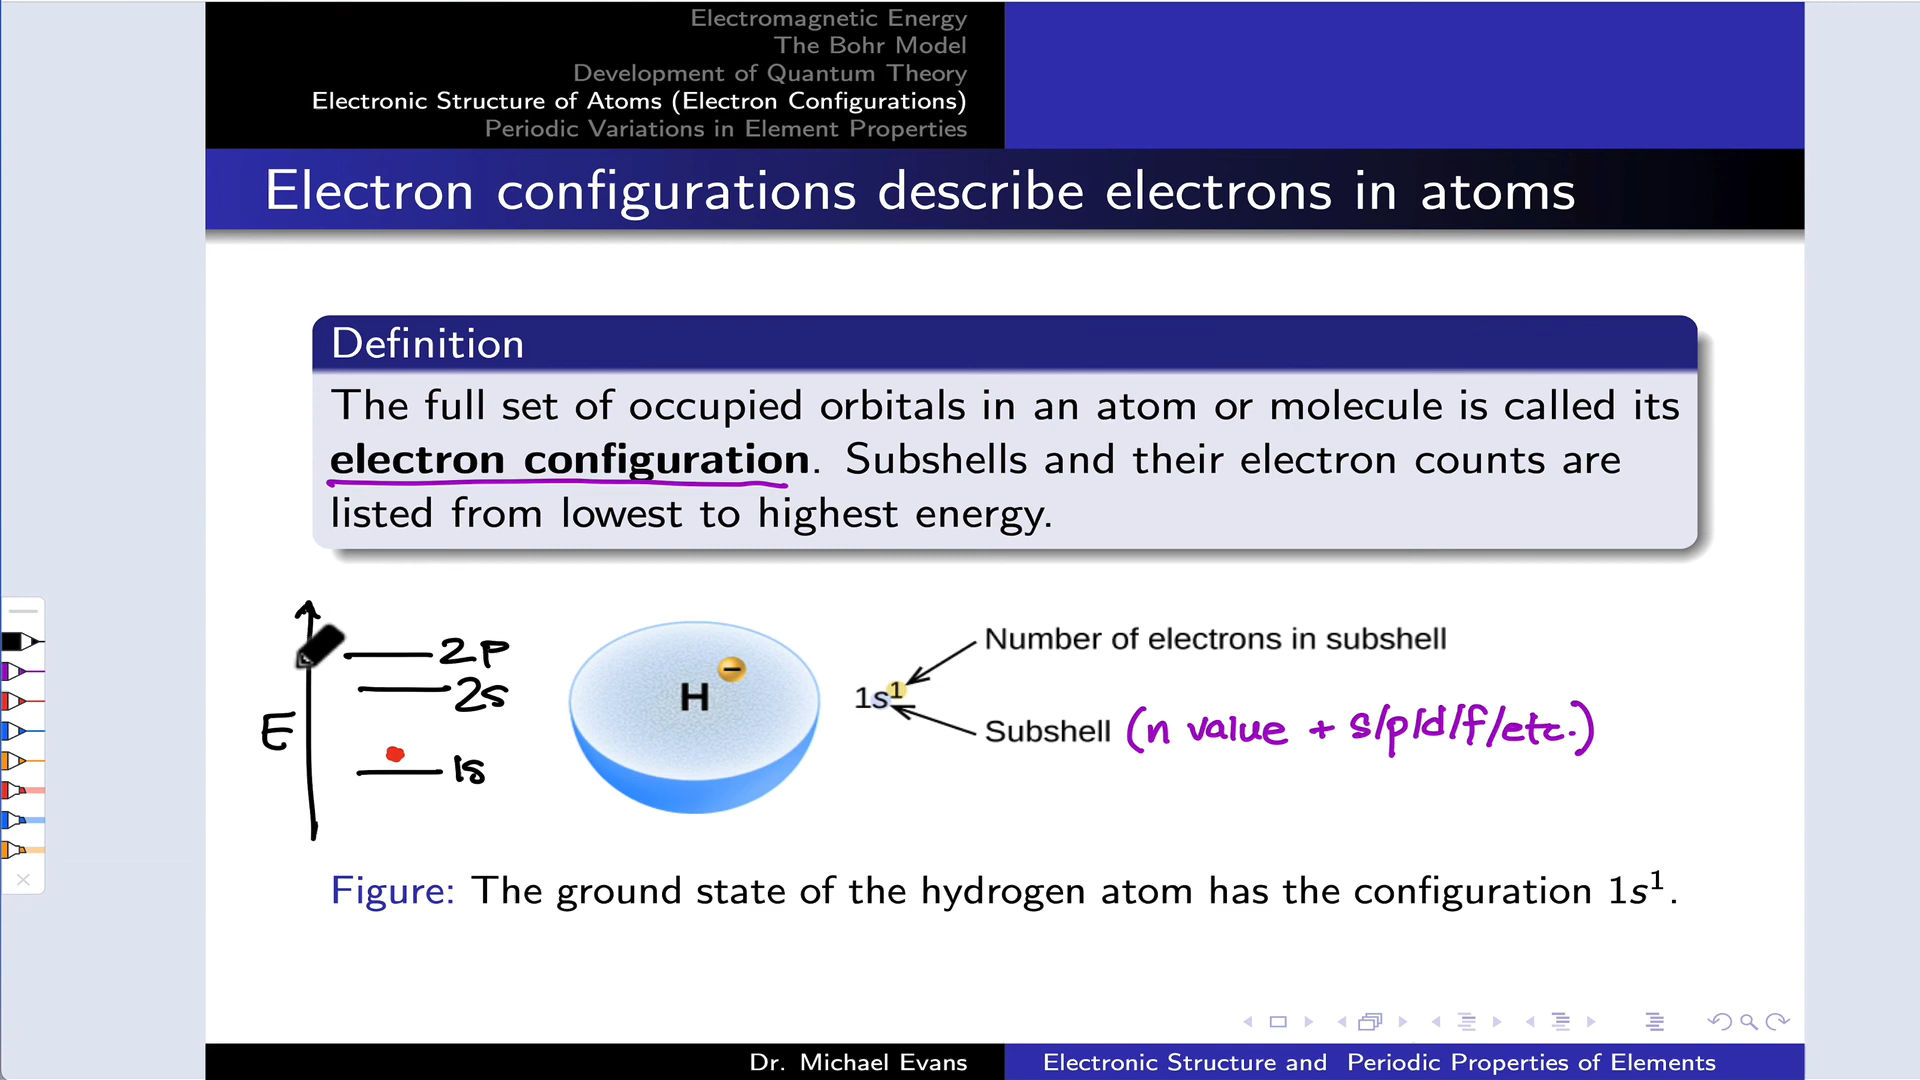 Electromagnetic Energy
The Bohr Model
Development of Quantum Theory
Electronic Structure of Atoms (Electron Configurations)
Periodic Variations in Element Properties
Electron configurations describe electrons in atoms
Definition
The full set of occupied orbitals in an atom or molecule is called its
electron configuration. Subshells and their electron counts are
listed from lowest to highest energy.
2p
2s
E
1s
H
−
1s¹
Number of electrons in subshell
Subshell (n value + s/p/d/f/etc.)
Figure: The ground state of the hydrogen atom has the configuration 1s¹.
Dr. Michael Evans
Electronic Structure and Periodic Properties of Elements